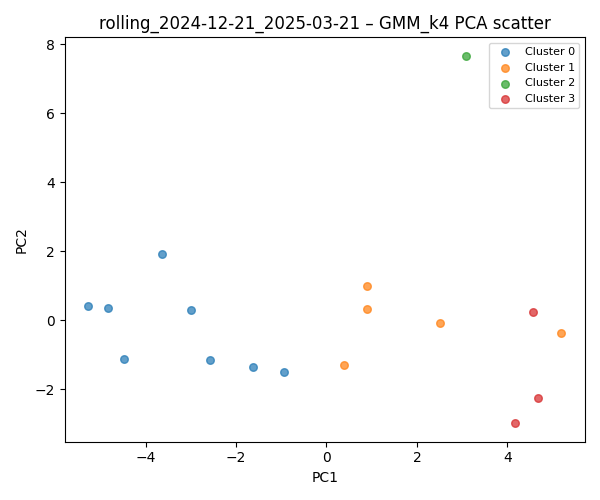 rolling_2024-12-21_2025-03-21 – GMM_k4 PCA scatter
Cluster 0
Cluster 1
Cluster 2
Cluster 3
8
6
4
2
0
−2
PC2
−4
−2
0
2
4
PC1